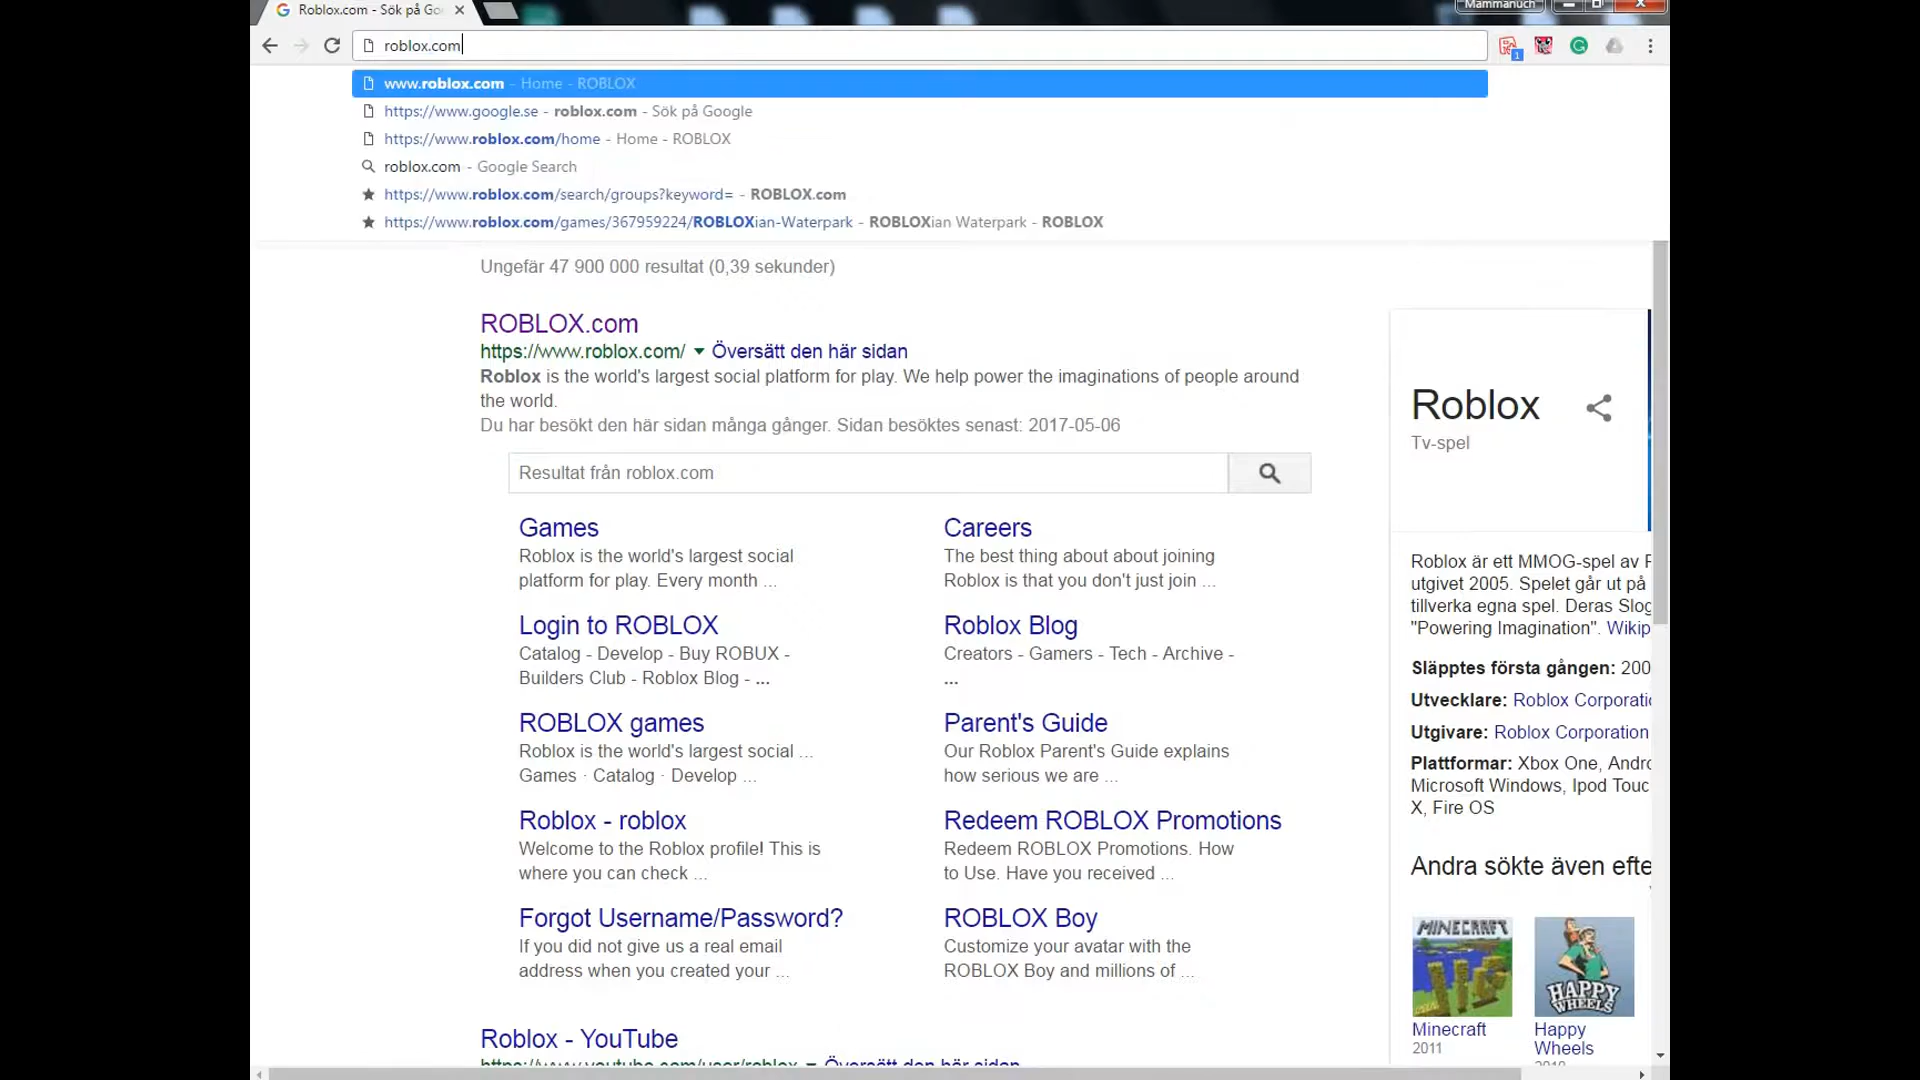 Roblox.com - Sök på Go
Mammanuch
roblox.com
www.roblox.com - Home - ROBLOX
https://www.google.se - roblox.com - Sök på Google
https://www.roblox.com/home - Home - ROBLOX
roblox.com - Google Search
https://www.roblox.com/search/groups?keyword= - ROBLOX.com
https://www.roblox.com/games/367959224/ROBLOXian-Waterpark - ROBLOXian Waterpark - ROBLOX
Ungefär 47 900 000 resultat (0,39 sekunder)
ROBLOX.com
https://www.roblox.com/ Översätt den här sidan
Roblox is the world's largest social platform for play. We help power the imaginations of people around
the world.
Du har besökt den här sidan många gånger. Sidan besöktes senast: 2017-05-06
Resultat från roblox.com
Games
Roblox is the world's largest social
platform for play. Every month ...
Login to ROBLOX
Catalog - Develop - Buy ROBUX -
Builders Club - Roblox Blog - ...
ROBLOX games
Roblox is the world's largest social ...
Games · Catalog · Develop ...
Roblox - roblox
Welcome to the Roblox profile! This is
where you can check ...
Forgot Username/Password?
If you did not give us a real email
address when you created your ...
Careers
The best thing about about joining
Roblox is that you don't just join ...
Roblox Blog
Creators - Gamers - Tech - Archive -
...
Parent's Guide
Our Roblox Parent's Guide explains
how serious we are ...
Redeem ROBLOX Promotions
Redeem ROBLOX Promotions. How
to Use. Have you received ...
ROBLOX Boy
Customize your avatar with the
ROBLOX Boy and millions of ...
Roblox - YouTube
https://www.youtube.com/user/roblox Översätt den här sidan
Roblox
Tv-spel
Roblox är ett MMOG-spel av
utgivet 2005. Spelet går ut på
tillverka egna spel. Deras Slog
"Powering Imagination". Wikip
Släpptes första gången: 200
Utvecklare: Roblox Corporatio
Utgivare: Roblox Corporation
Plattformar: Xbox One, Andro
Microsoft Windows, Ipod Touc
X, Fire OS
Andra sökte även efte
MINECRAFT
HAPPY
WHEELS
Minecraft
2011
Happy
Wheels
2010